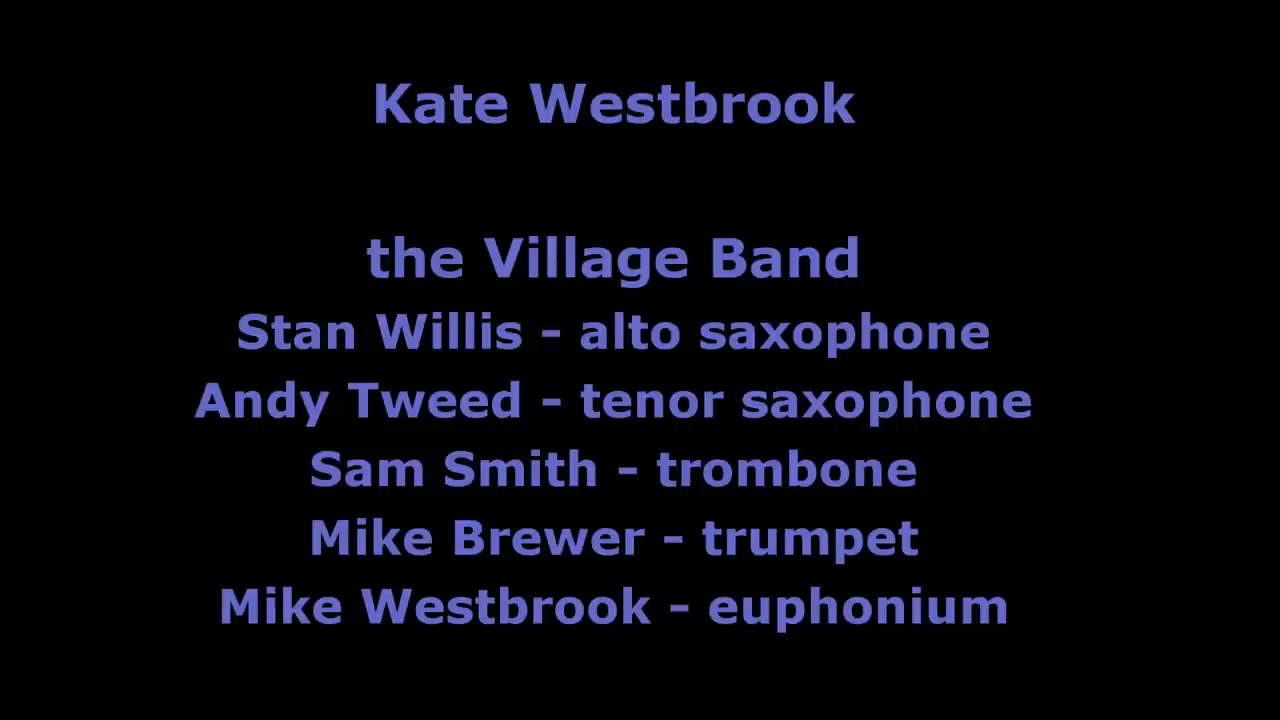 Kate Westbrook
the Village Band
Stan Willis - alto saxophone
Andy Tweed - tenor saxophone
Sam Smith - trombone
Mike Brewer - trumpet
Mike Westbrook - euphonium